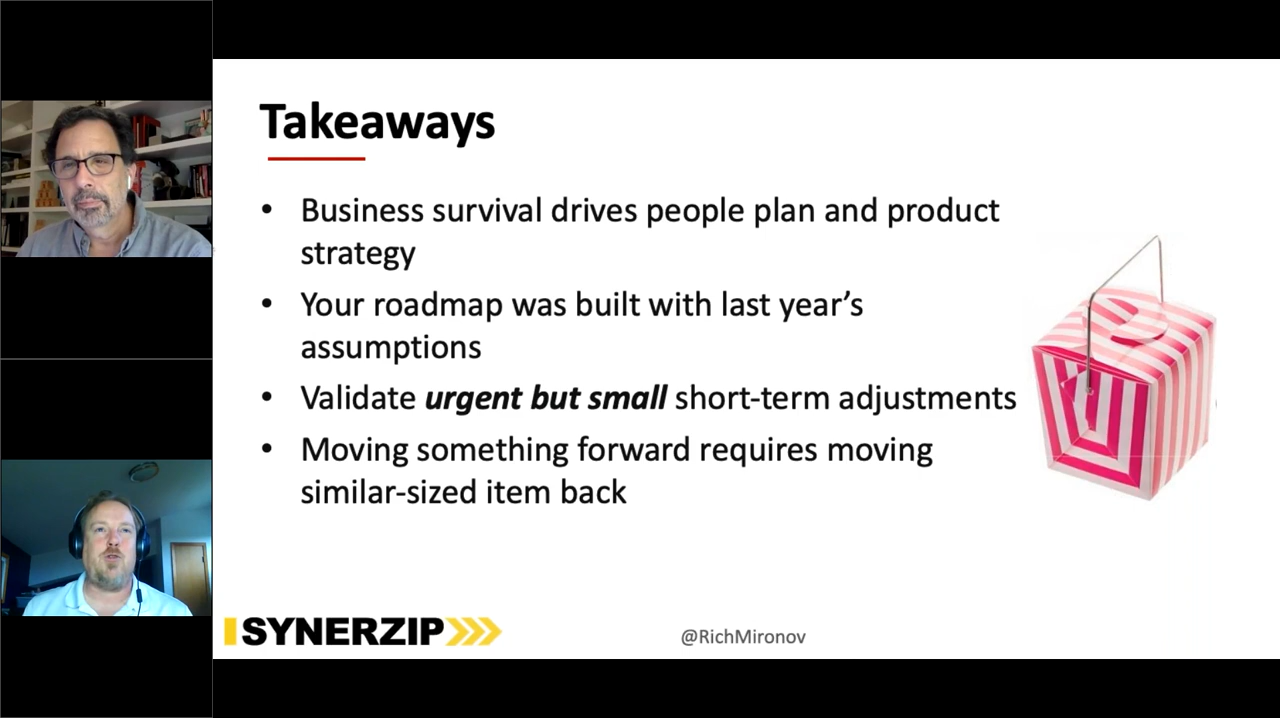 Takeaways
• Business survival drives people plan and product
strategy
• Your roadmap was built with last year’s
assumptions
• Validate urgent but small short-term adjustments
• Moving something forward requires moving
similar-sized item back
SYNERZIP
@RichMironov